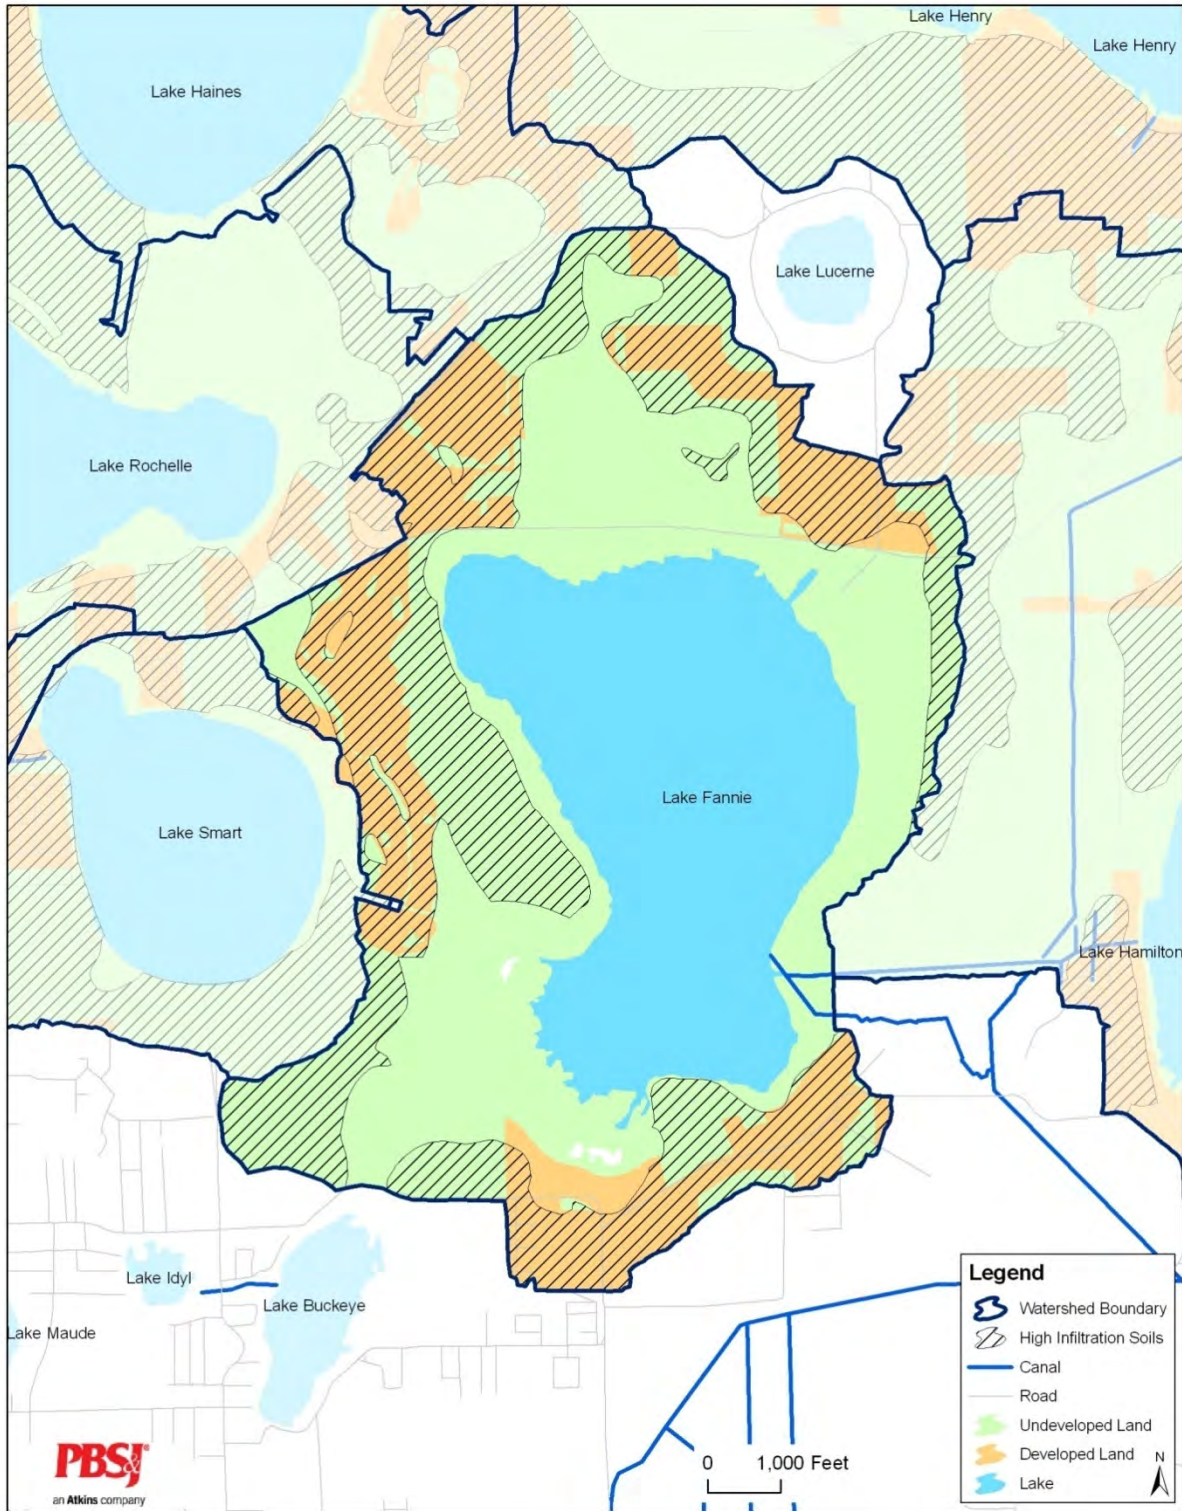 Lake Henry
Lake Henry
Lake Haines
Lake Lucerne
Lake Rochelle
Lake Fannie
Lake Smart
Lake Hamilton
Lake Idyl
Lake Buckeye
Lake Maude
Legend
Watershed Boundary
High Infiltration Soils
Canal
Road
Undeveloped Land
Developed Land
Lake
N
0 1,000 Feet
PBS&J
an Atkins company